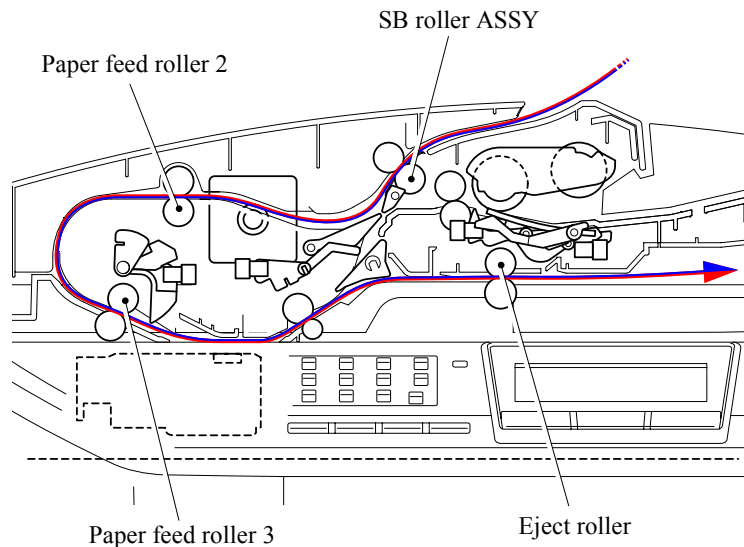 SB roller ASSY
Paper feed roller 2
Paper feed roller 3
Eject roller